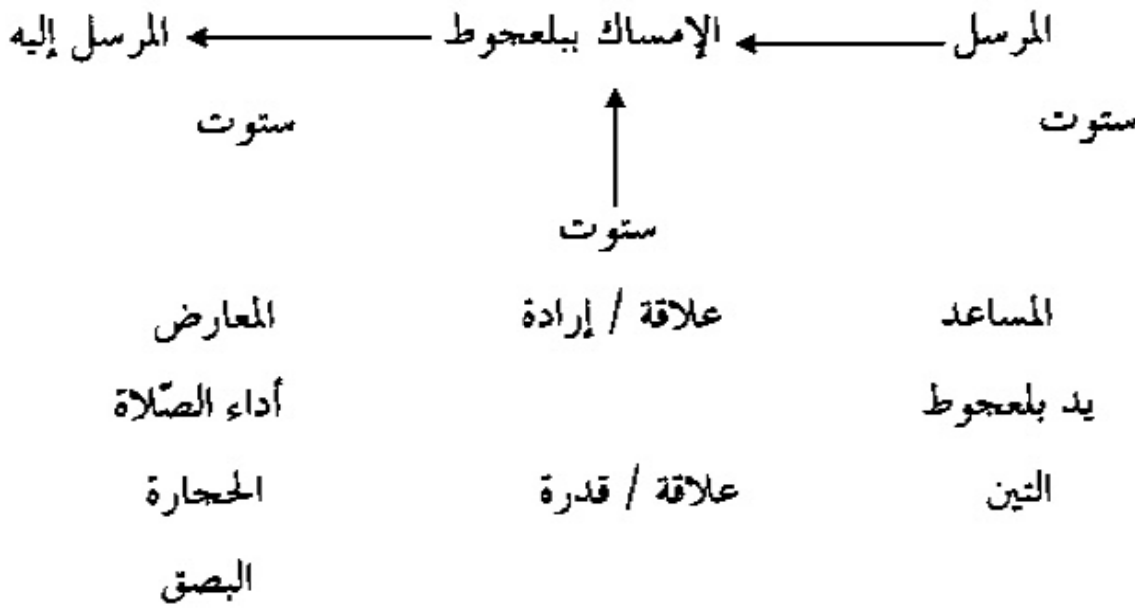 المرسل الإمساك ببلعجوط المرسل إليه
ستوت ستوت
ستوت
المساعد علاقة / إرادة المعارض
يد بلعجوط أداء الصّلاة
التين علاقة / قدرة الحجارة
البصق